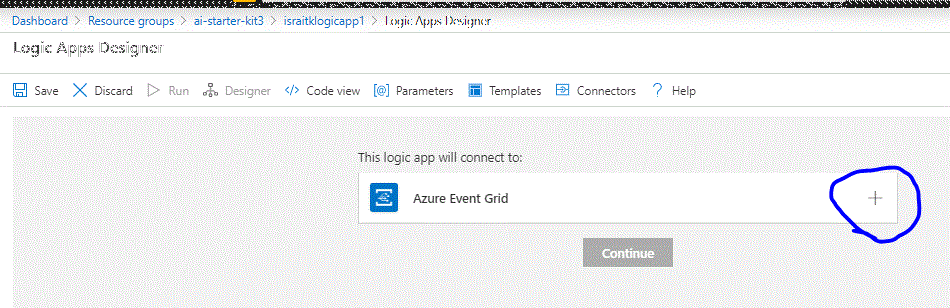 Dashboard > Resource groups > ai-starter-kit3 > israitklogicapp1 > Logic Apps Designer
Logic Apps Designer
Save Discard Run Designer </> Code view [@] Parameters Templates Connectors ? Help
This logic app will connect to:
Azure Event Grid +
Continue